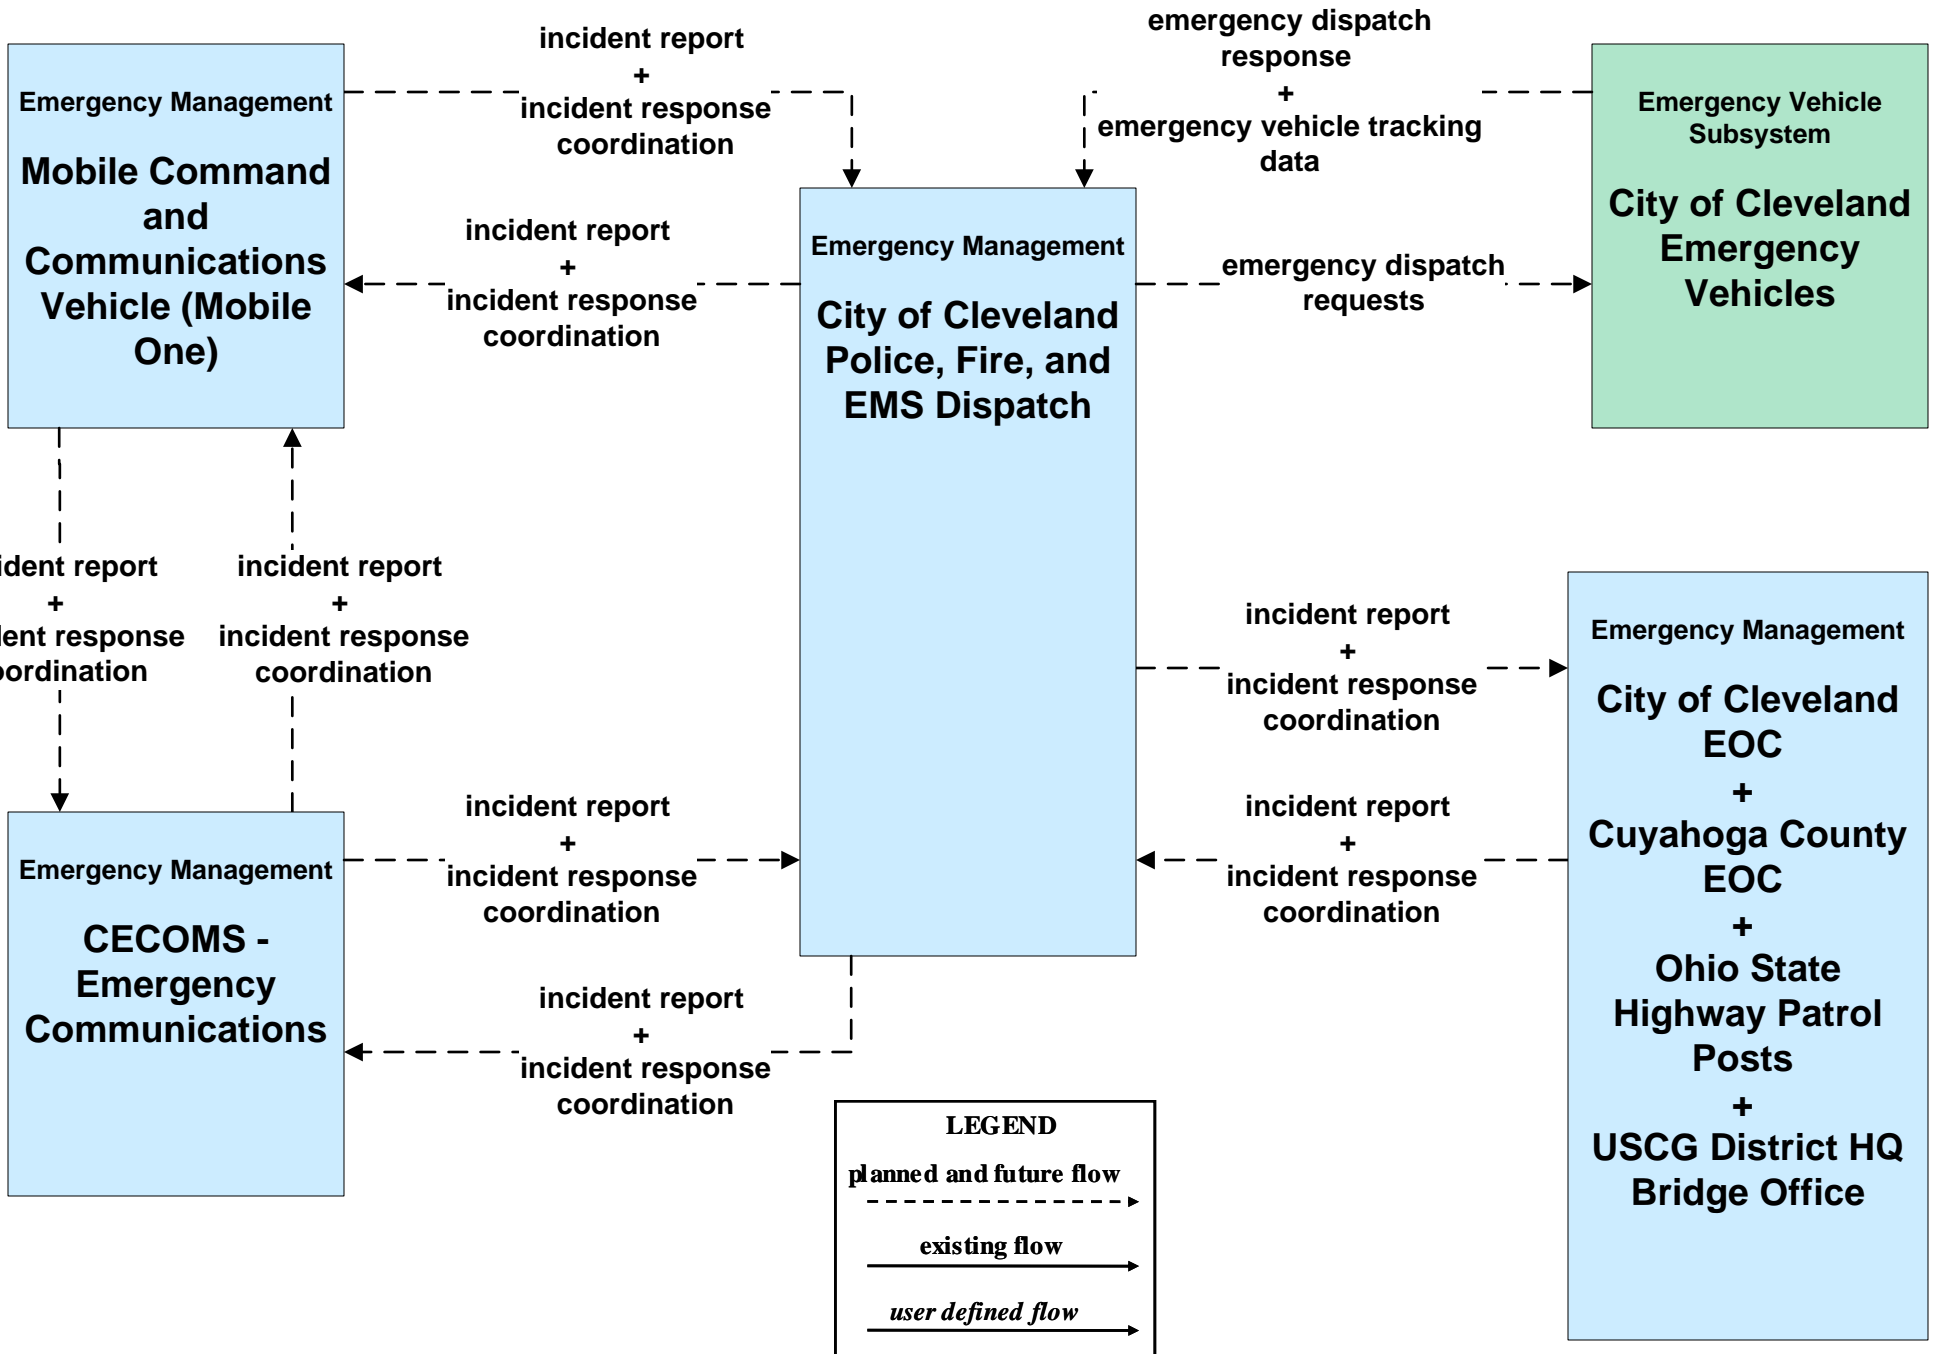 incident report
+
incident response
coordination
emergency dispatch
response
+
emergency vehicle tracking
data
Emergency Management
Mobile Command
and
Communications
Vehicle (Mobile
One)
Emergency Vehicle
Subsystem
City of Cleveland
Emergency
Vehicles
incident report
+
incident response
coordination
Emergency Management
City of Cleveland
Police, Fire, and
EMS Dispatch
emergency dispatch
requests
ident report
+
dent response
oordination
incident report
+
incident response
coordination
incident report
+
incident response
coordination
Emergency Management
City of Cleveland
EOC
+
Cuyahoga County
EOC
+
Ohio State
Highway Patrol
Posts
+
USCG District HQ
Bridge Office
incident report
+
incident response
coordination
incident report
+
incident response
coordination
Emergency Management
CECOMS -
Emergency
Communications
incident report
+
incident response
coordination
LEGEND
planned and future flow
existing flow
user defined flow